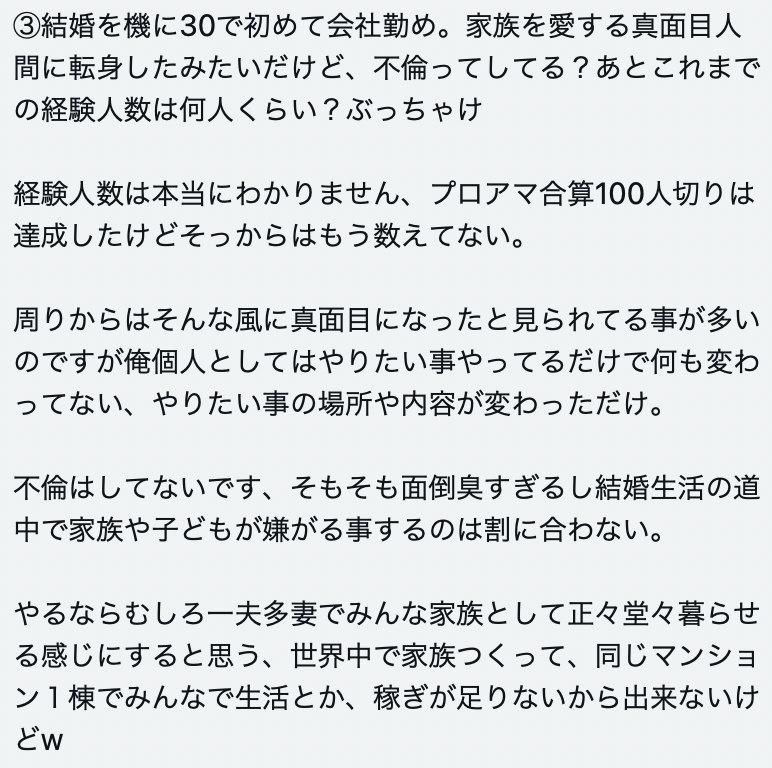 ③結婚を機に30で初めて会社勤め。家族を愛する真面目人
間に転身したみたいだけど、不倫ってしてる？あとこれまで
の経験人数は何人くらい？ぶっちゃけ
経験人数は本当にわかりません、プロアマ合算100人切りは
達成したけどそっからはもう数えてない。
周りからはそんな風に真面目になったと見られてる事が多い
のですが俺個人としてはやりたい事やってるだけで何も変わ
ってない、やりたい事の場所や内容が変わっただけ。
不倫はしてないです、そもそも面倒臭すぎるし結婚生活の道
中で家族や子どもが嫌がる事するのは割に合わない。
やるならむしろ一夫多妻でみんな家族として正々堂々暮らせ
る感じにすると思う、世界中で家族つくって、同じマンショ
ン１棟でみんなで生活とか、稼ぎが足りないから出来ないけ
どw